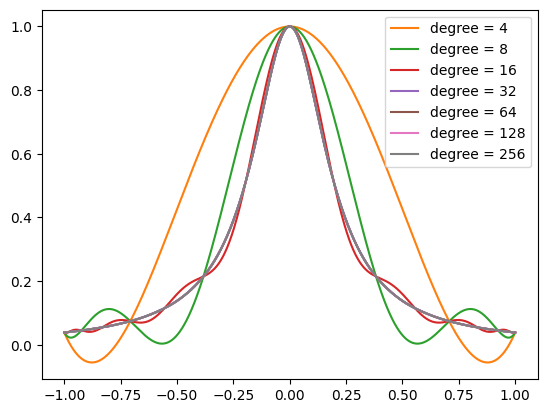 degree = 4
degree = 8
degree = 16
degree = 32
degree = 64
degree = 128
degree = 256
1.0
0.8
0.6
0.4
0.2
0.0
−1.00 −0.75 −0.50 −0.25 0.00 0.25 0.50 0.75 1.00